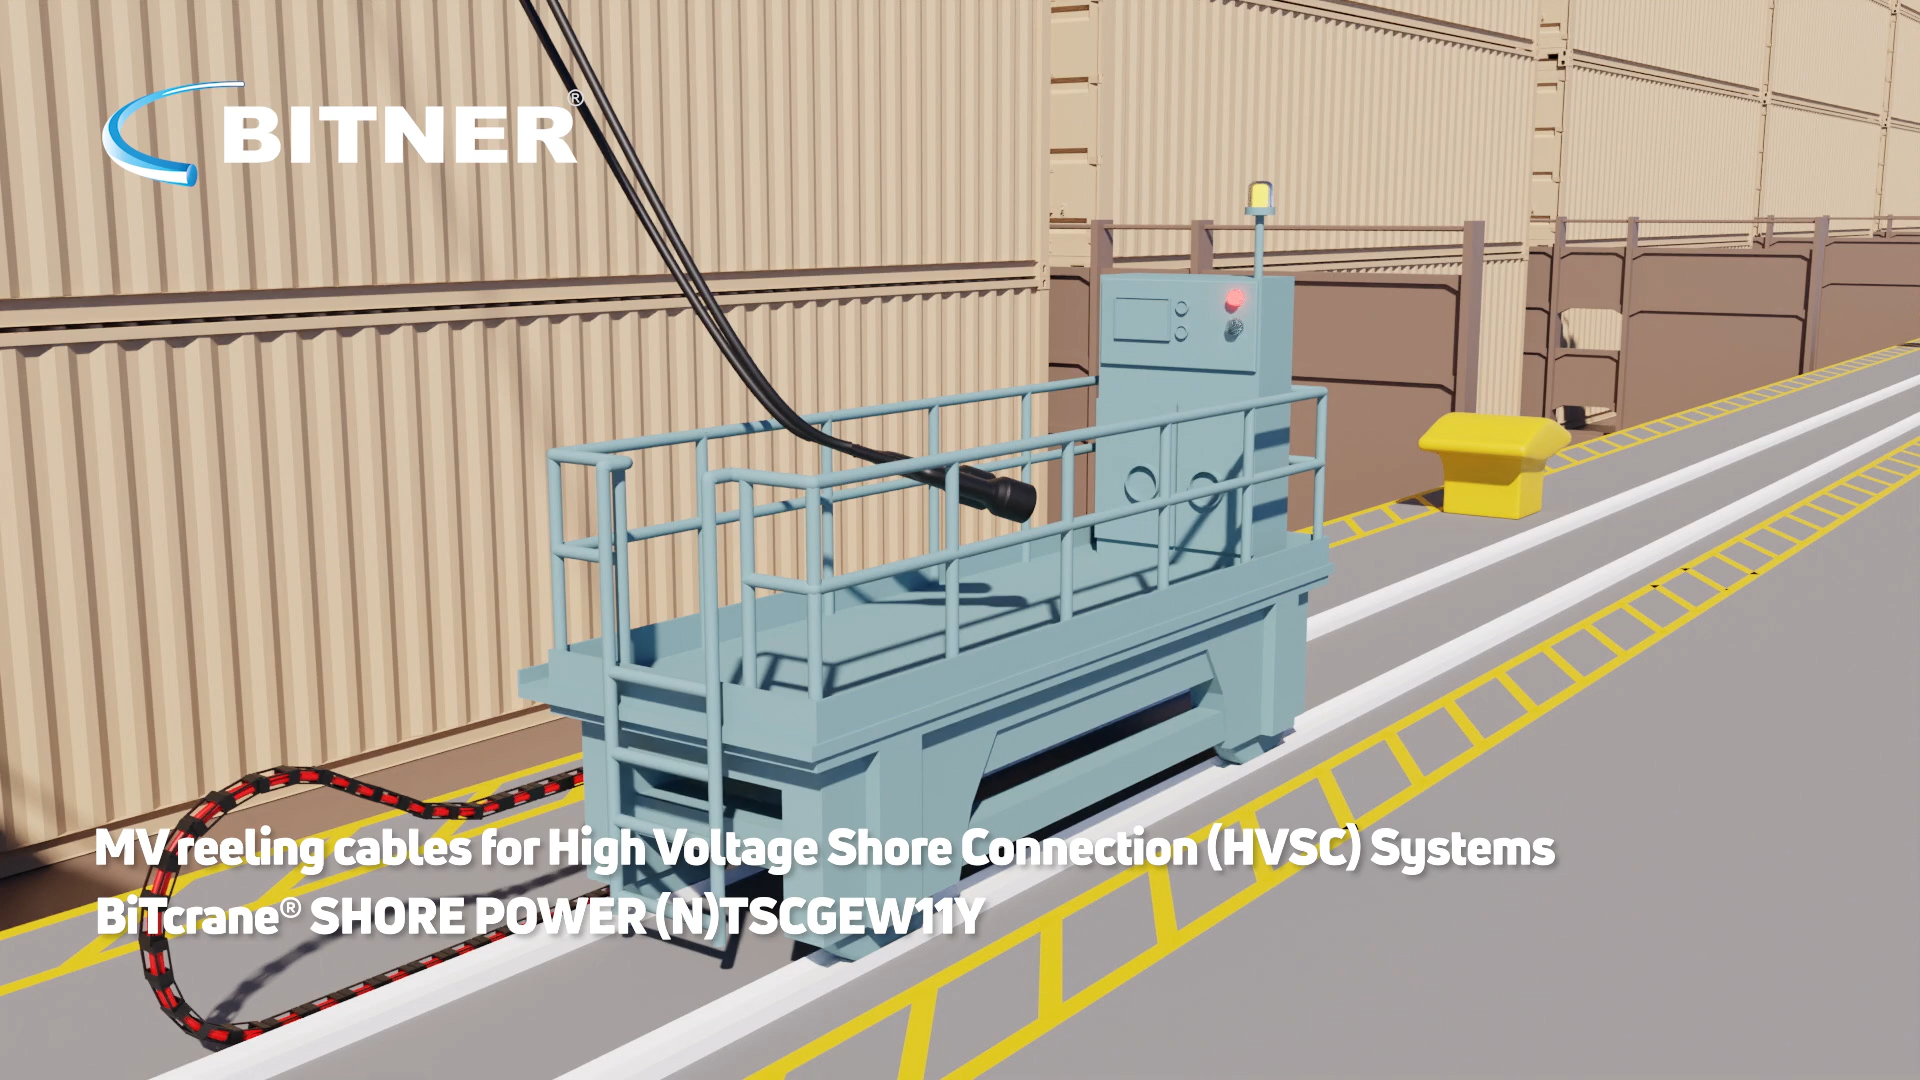 BITNER®
MV reeling cables for High Voltage Shore Connection (HVSC) Systems
BiTcrane® SHORE POWER (N)TSCGEW11Y